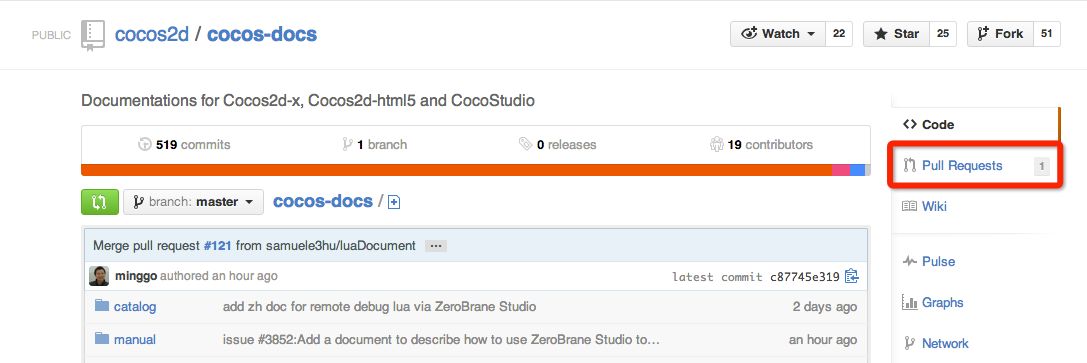 PUBLIC cocos2d / cocos-docs Watch 22 Star 25 Fork 51
Documentations for Cocos2d-x, Cocos2d-html5 and CocoStudio
519 commits 1 branch 0 releases 19 contributors
branch: master cocos-docs /
Merge pull request #121 from samuele3hu/luaDocument ...
minggo authored an hour ago latest commit c87745e319
catalog add zh doc for remote debug lua via ZeroBrane Studio 2 days ago
manual issue #3852:Add a document to describe how to use ZeroBrane Studio to… an hour ago
Code
Pull Requests 1
Wiki
Pulse
Graphs
Network